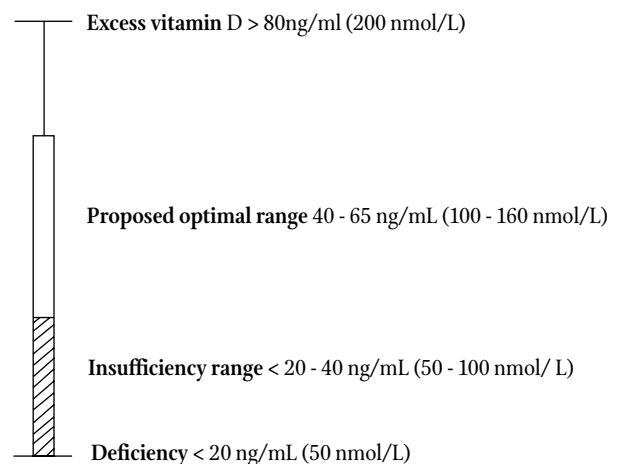 Excess vitamin D > 80ng/ml (200 nmol/L)
Proposed optimal range 40 - 65 ng/mL (100 - 160 nmol/L)
Insufficiency range < 20 - 40 ng/mL (50 - 100 nmol/ L)
Deficiency < 20 ng/mL (50 nmol/L)